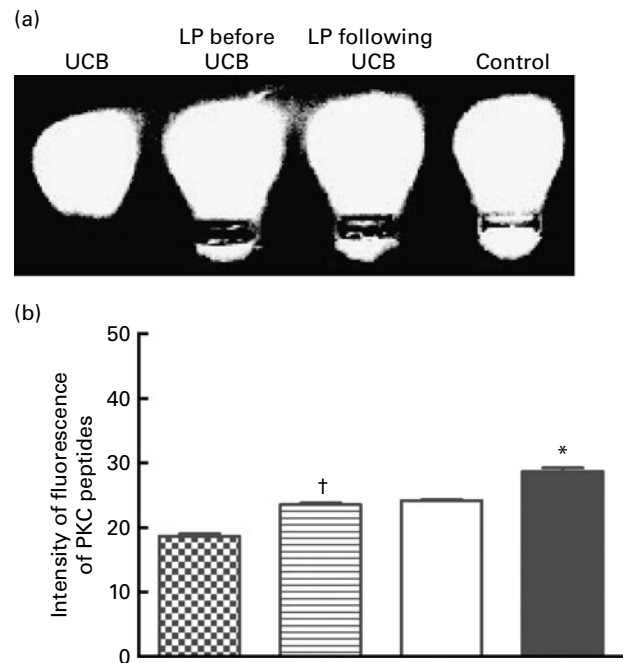 (a)
UCB
LP before
UCB
LP following
UCB
Control
(b)
Intensity of fluorescence
of PKC peptides
50
40
30
20
10
0
†
*